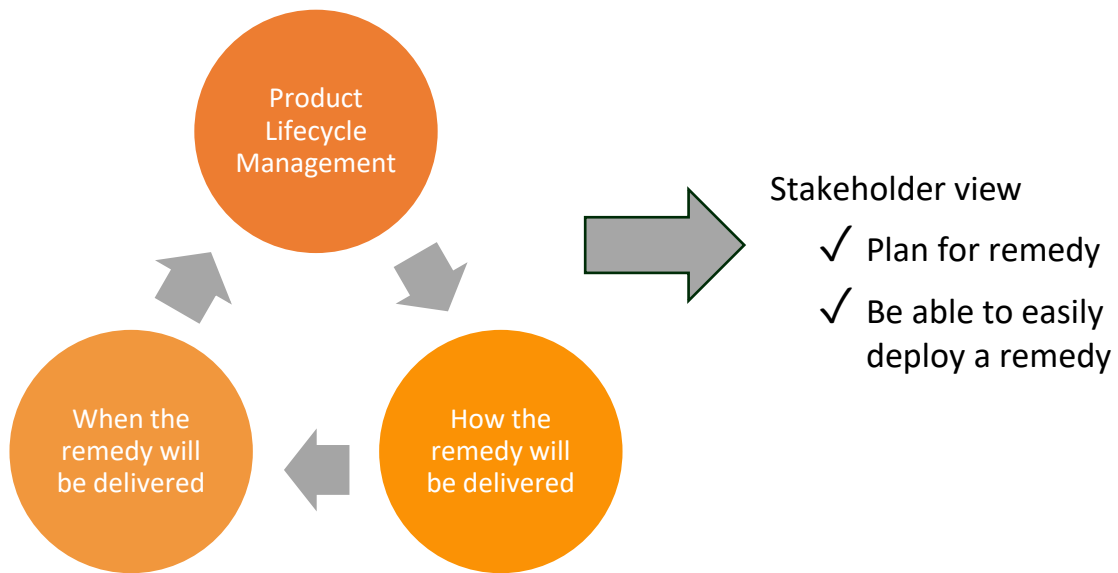 Product
Lifecycle
Management
Stakeholder view
✓ Plan for remedy
✓ Be able to easily
deploy a remedy
When the
remedy will
be delivered
How the
remedy will
be delivered